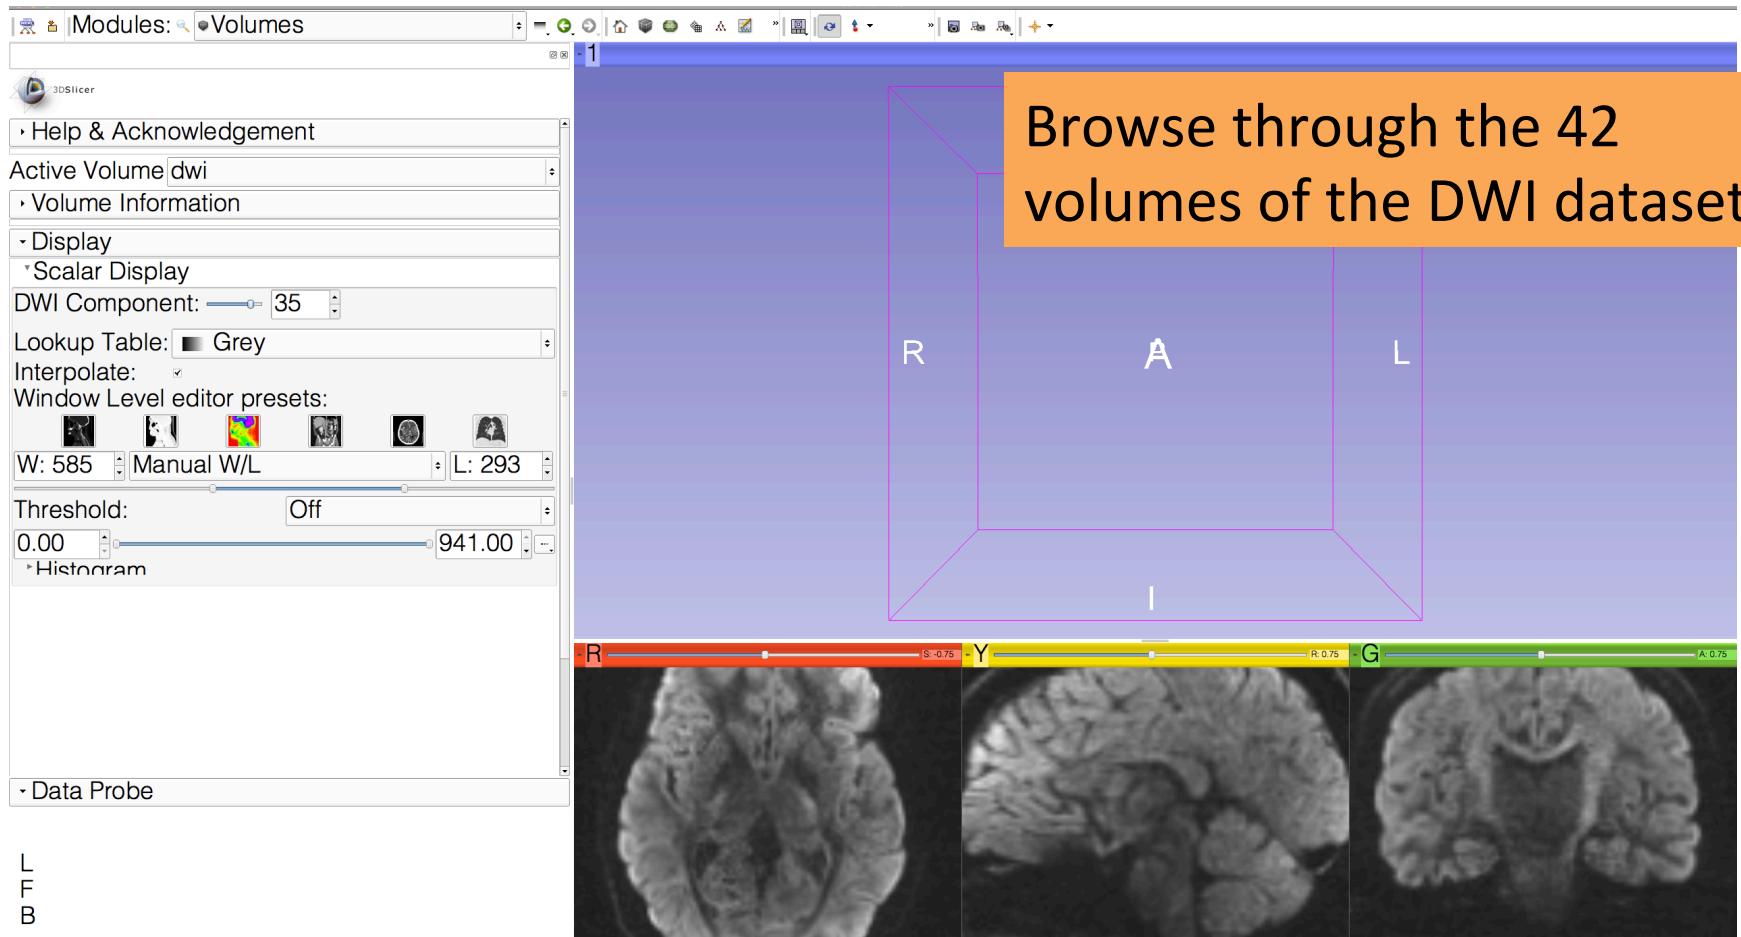 Modules: Volumes
3DSlicer
Help & Acknowledgement
Active Volume dwi
Volume Information
Display
Scalar Display
DWI Component: 35
Lookup Table: Grey
Interpolate:
Window Level editor presets:
W: 585 Manual W/L L: 293
Threshold: Off
0.00 941.00
Histogram
Data Probe
L
F
B
1
Browse through the 42
volumes of the DWI dataset
R A L
I
R S: -0.75
Y R: 0.75
G A: 0.75